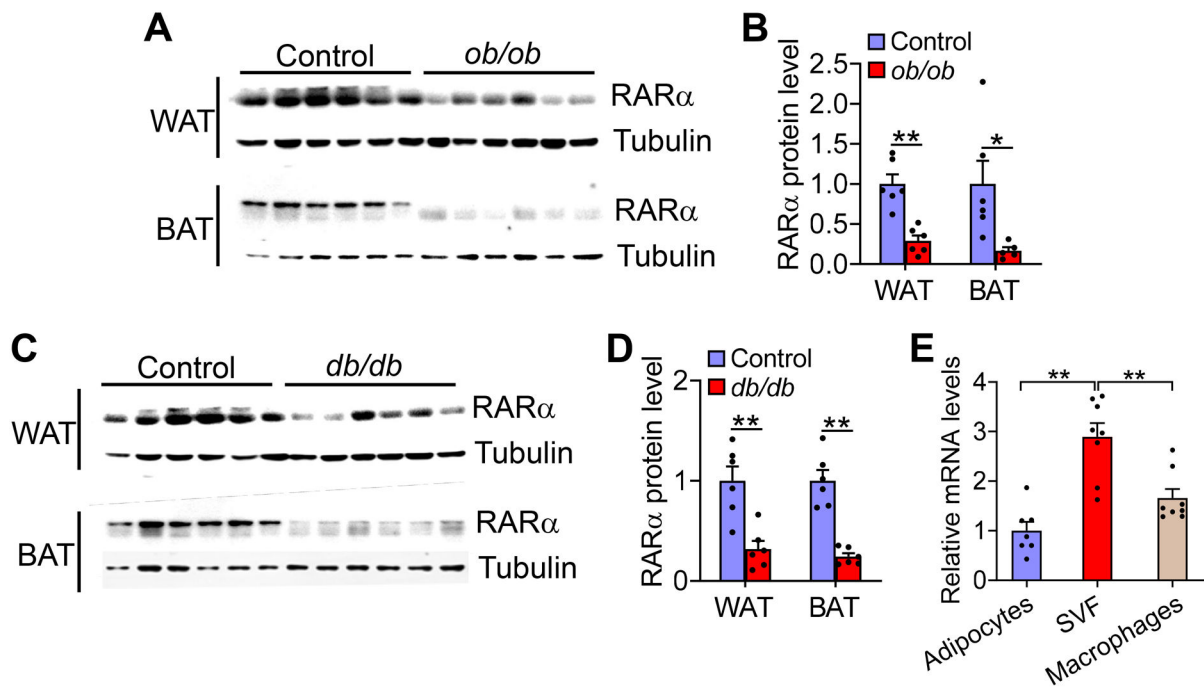 A
Control
ob/ob
WAT
RARα
Tubulin
BAT
RARα
Tubulin
B
Control
ob/ob
RARα protein level
2.5
2.0
1.5
1.0
0.5
0.0
**
*
WAT
BAT
C
Control
db/db
WAT
RARα
Tubulin
BAT
RARα
Tubulin
D
Control
db/db
RARα protein level
2
1
0
**
**
WAT
BAT
E
Relative mRNA levels
4
3
2
1
0
**
**
Adipocytes
SVF
Macrophages